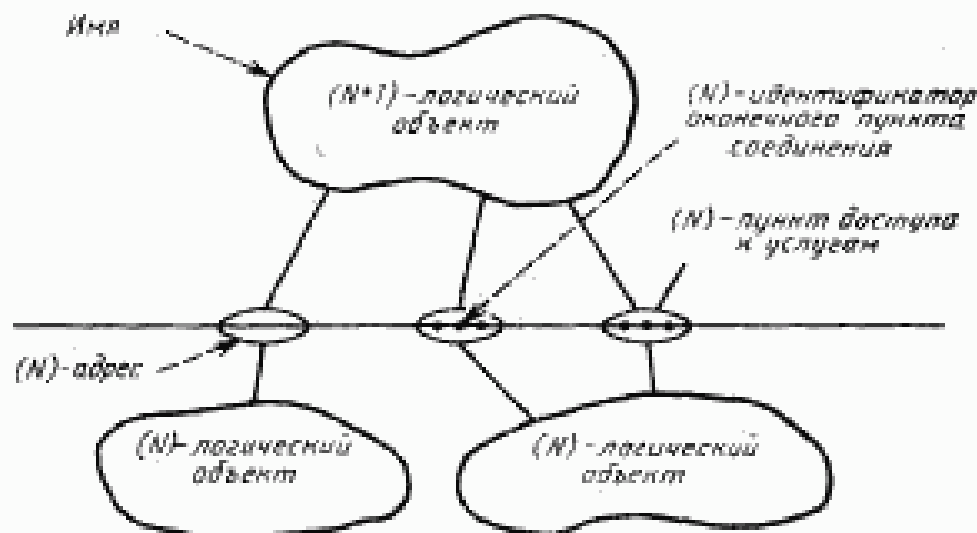 Имя
(N+1)-логический
объект
(N)-идентификатор
оконечного пункта
соединения
(N)-пункт доступа
к услугам
(N)-адрес
(N)-логический
объект
(N)-логический
объект